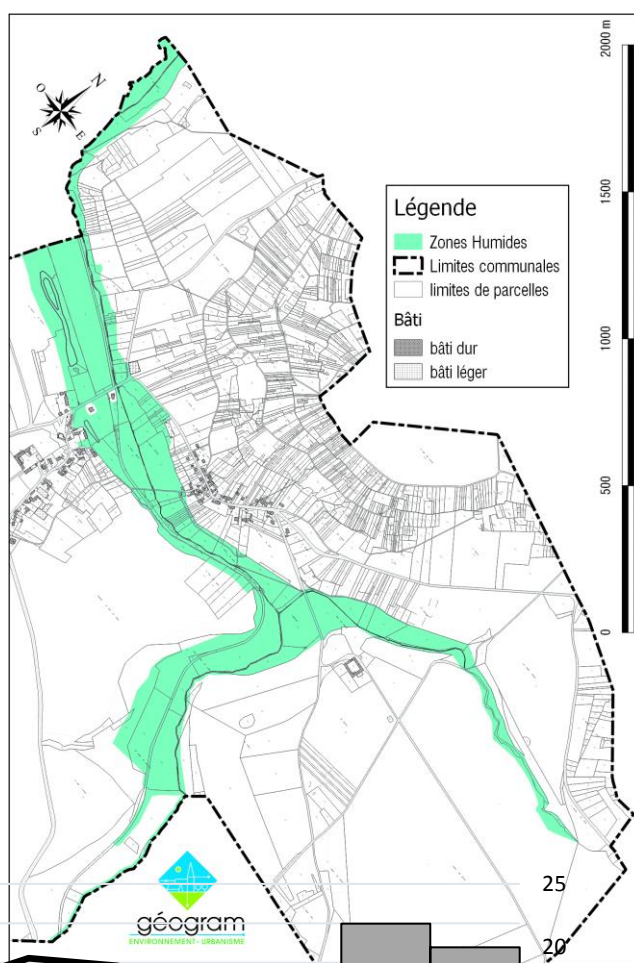 2000 m
N
O
S
E
1500
Légende
Zones Humides
Limites communales
limites de parcelles
Bâti
bâti dur
bâti léger
1000
500
0
géogram
ENVIRONNEMENT - URBANISME
25
20